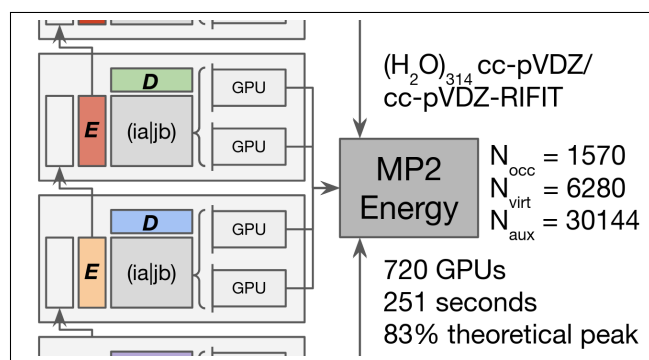 D
E
(ia|jb)
GPU
GPU
D
E
(ia|jb)
GPU
GPU
MP2
Energy
(H₂O)₃₁₄ cc-pVDZ/
cc-pVDZ-RIFIT
Nocc = 1570
Nvirt = 6280
Naux = 30144
720 GPUs
251 seconds
83% theoretical peak